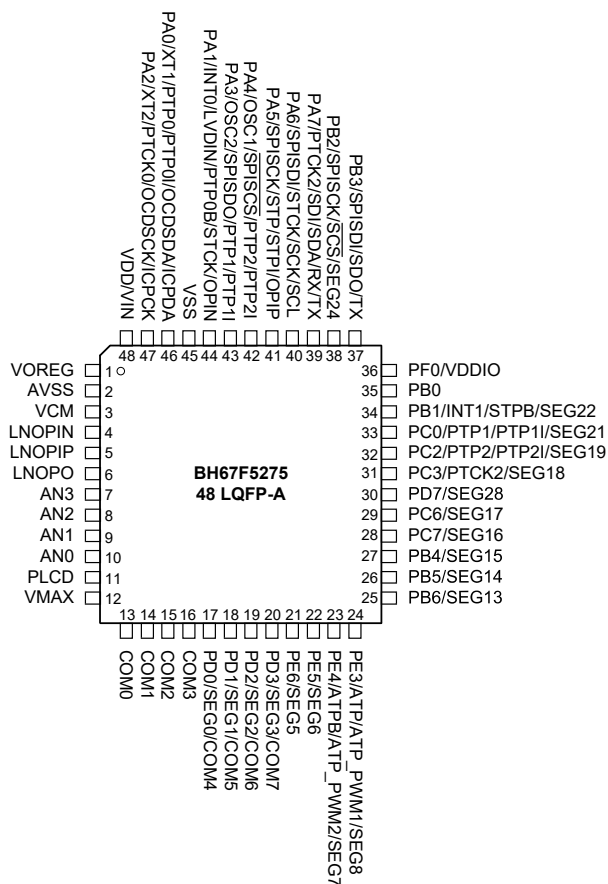 VDD/VIN
PA2/XT2/PTCK0/OCDSCK/ICPCK
PA0/XT1/PTP0/PTP0I/OCDSDA/ICPDA
VSS
PA1/INT0/LVDIN/PTP0B/STCK/OPIN
PA3/OSC2/SPISDO/PTP1/PTP1I
PA4/OSC1/SPISCS/PTP2/PTP2I
PA5/SPISCK/STP/STPI/OPIP
PA6/SPISDI/STCK/SCK/SCL
PA7/PTCK2/SDI/SDA/RX/TX
PB2/SPISCK/SCS/SEG24
PB3/SPISDI/SDO/TX
48 47 46 45 44 43 42 41 40 39 38 37
VOREG 1
AVSS 2
VCM 3
LNOPIN 4
LNOPIP 5
LNOPO 6
AN3 7
AN2 8
AN1 9
AN0 10
PLCD 11
VMAX 12
BH67F5275
48 LQFP-A
36 PF0/VDDIO
35 PB0
34 PB1/INT1/STPB/SEG22
33 PC0/PTP1/PTP1I/SEG21
32 PC2/PTP2/PTP2I/SEG19
31 PC3/PTCK2/SEG18
30 PD7/SEG28
29 PC6/SEG17
28 PC7/SEG16
27 PB4/SEG15
26 PB5/SEG14
25 PB6/SEG13
13 14 15 16 17 18 19 20 21 22 23 24
COM0
COM1
COM2
COM3
PD0/SEG0/COM4
PD1/SEG1/COM5
PD2/SEG2/COM6
PD3/SEG3/COM7
PE6/SEG5
PE5/SEG6
PE4/ATPB/ATP_PWM2/SEG7
PE3/ATP/ATP_PWM1/SEG8